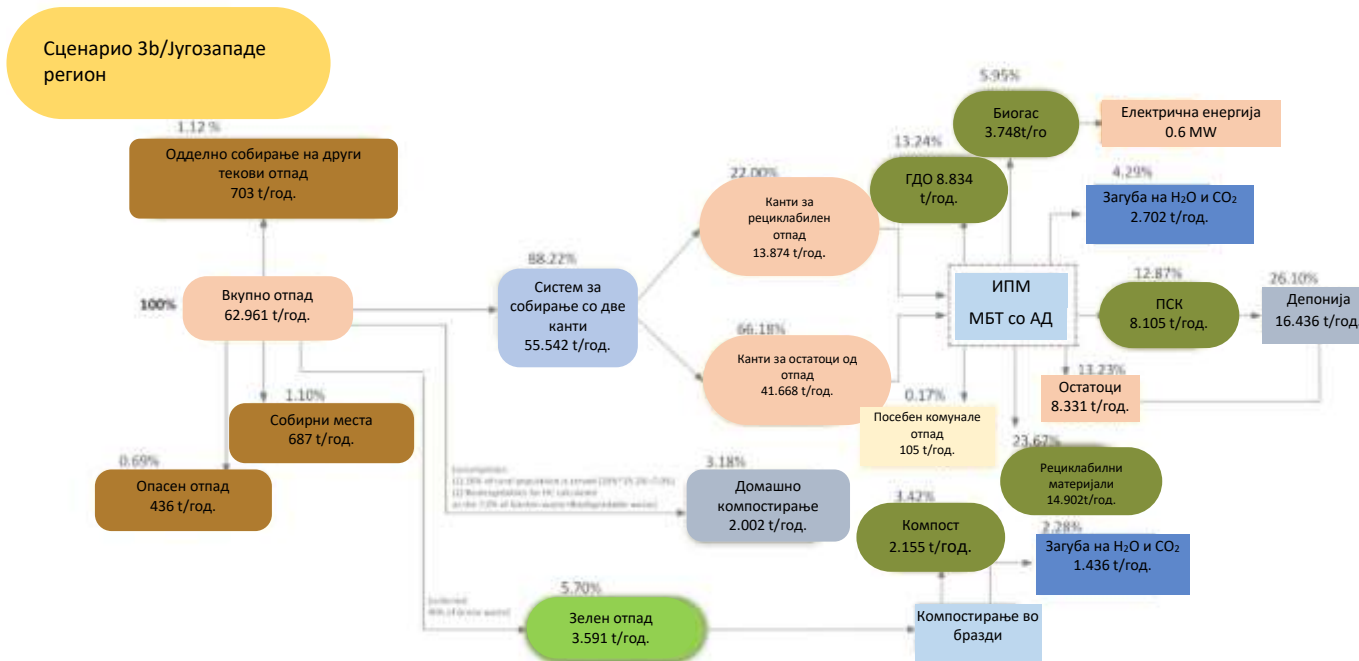 Сценарио 3b/Југозападе
регион
1.12 %
Одделно собирање на други
текови отпад
703 t/год.
100%
Вкупно отпад
62.961 t/год.
1.10%
Собирни места
687 t/год.
0.69%
Опасен отпад
436 t/год.
88.22%
Систем за
собирање со две
канти
55.542 t/год.
22.00%
Канти за
рециклабилен
отпад
13.874 t/год.
66.18%
Канти за остатоци од
отпад
41.668 t/год.
5.95%
Биогас
3.748t/го
Електрична енергија
0.6 MW
13.24%
ГДО 8.834
t/год.
4.29%
Загуба на H₂O и CO₂
2.702 t/год.
ИПМ
МБТ со АД
12.87%
ПСК
8.105 t/год.
26.10%
Депонија
16.436 t/год.
13.23%
Остатоци
8.331 t/год.
0.17%
Посебен комунале
отпад
105 t/год.
23.67%
Рециклабилни
материјали
14.902t/год.
3.18%
Домашно
компостирање
2.002 t/год.
3.42%
Компост
2.155 t/год.
2.28%
Загуба на H₂O и CO₂
1.436 t/год.
5.70%
Зелен отпад
3.591 t/год.
Компостирање во
бразди